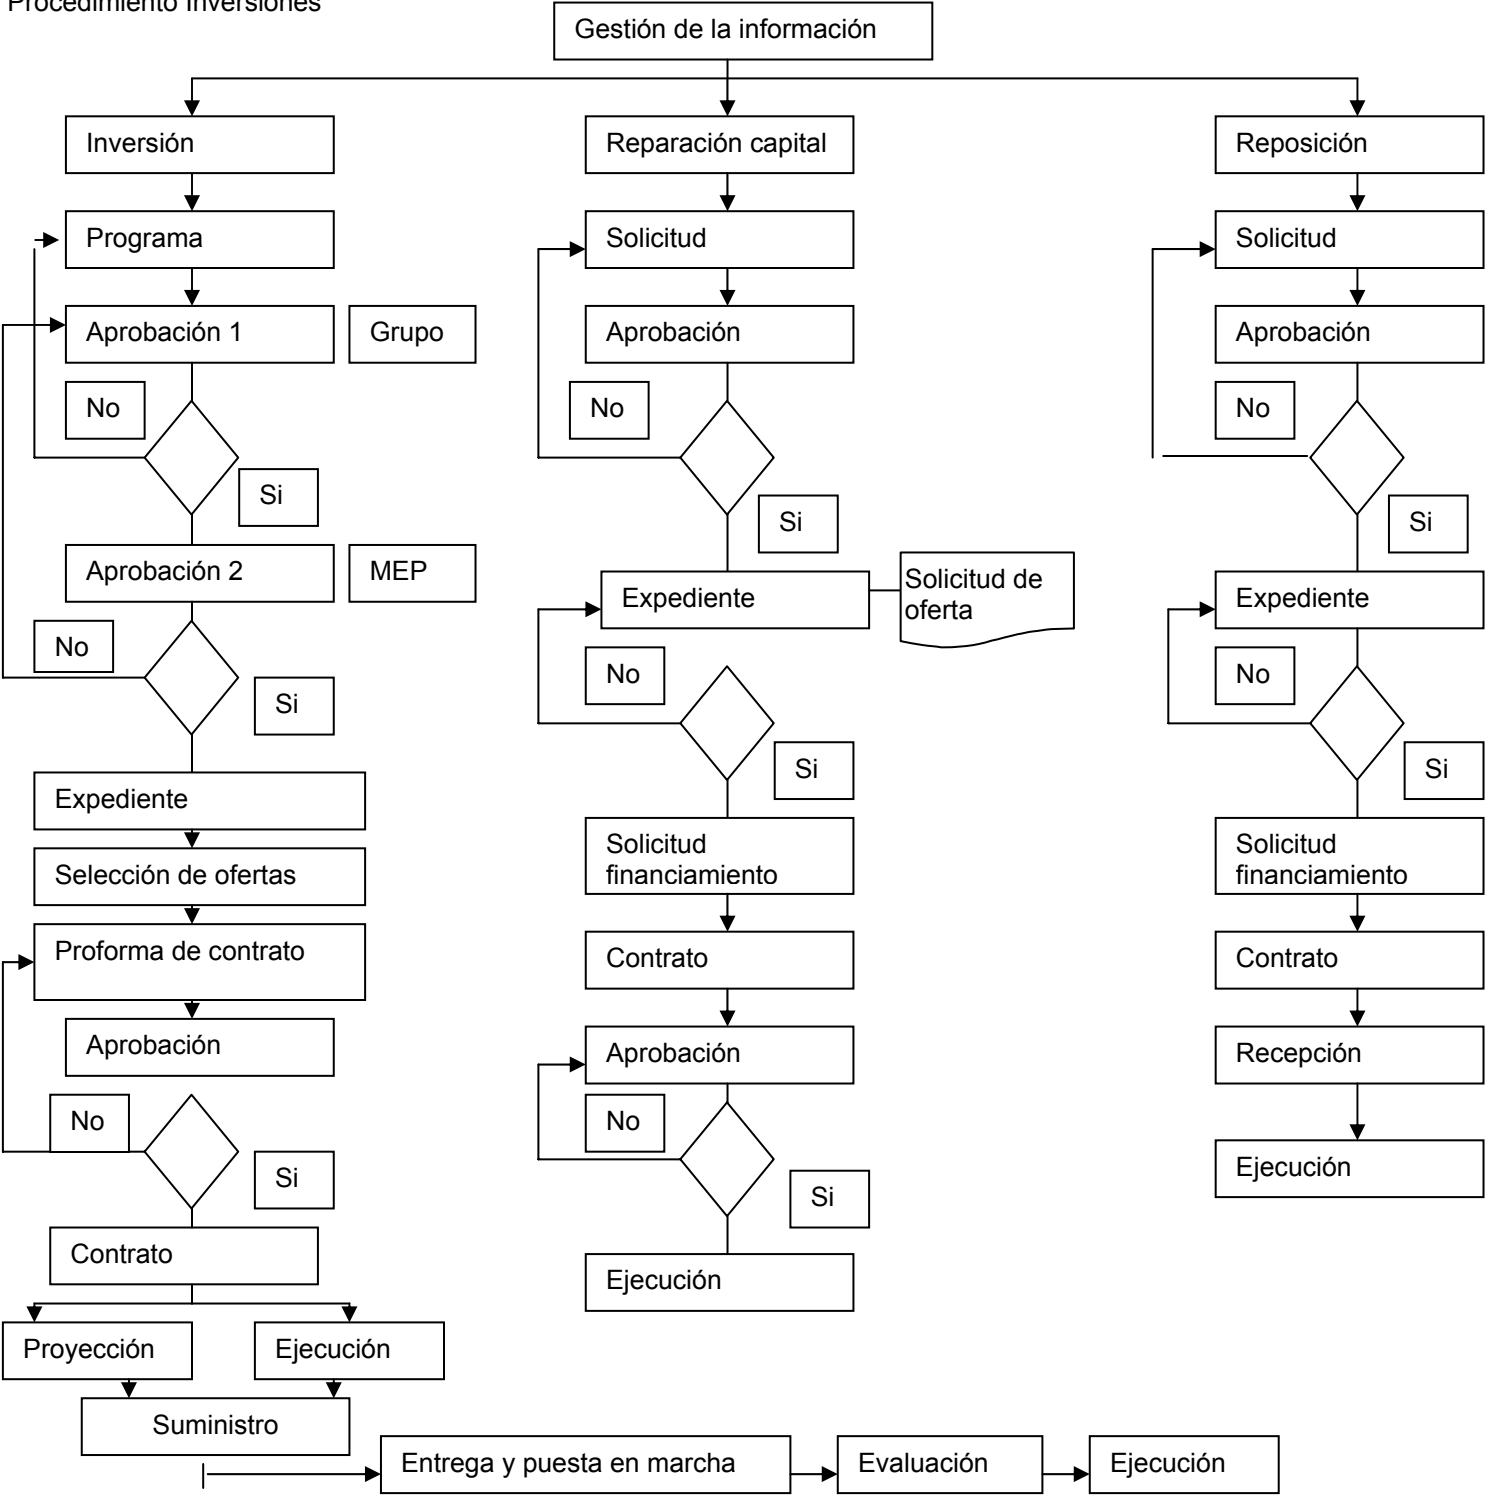 Procedimiento Inversiones
Gestión de la información
Inversión
Reparación capital
Reposición
Programa
Solicitud
Solicitud
Aprobación 1
Grupo
Aprobación
Aprobación
No
No
No
Si
Si
Si
Aprobación 2
MEP
Expediente
Solicitud de
oferta
Expediente
No
No
No
Si
Si
Si
Expediente
Solicitud
financiamiento
Solicitud
financiamiento
Selección de ofertas
Proforma de contrato
Contrato
Contrato
Aprobación
Aprobación
Recepción
No
No
Si
Si
Ejecución
Contrato
Ejecución
Proyección
Ejecución
Suministro
Entrega y puesta en marcha
Evaluación
Ejecución